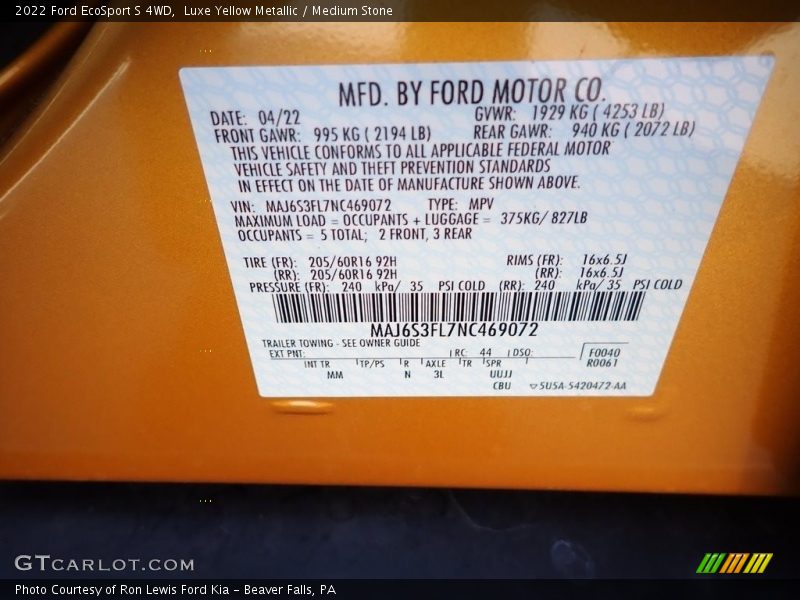 2022 Ford EcoSport S 4WD,  Luxe Yellow Metallic / Medium Stone
MFD. BY FORD MOTOR CO.
DATE: 04/22 GVWR: 1929 KG ( 4253 LB)
FRONT GAWR: 995 KG ( 2194 LB) REAR GAWR: 940 KG ( 2072 LB)
THIS VEHICLE CONFORMS TO ALL APPLICABLE FEDERAL MOTOR
VEHICLE SAFETY AND THEFT PREVENTION STANDARDS
IN EFFECT ON THE DATE OF MANUFACTURE SHOWN ABOVE.
VIN: MAJ6S3FL7NC469072 TYPE: MPV
MAXIMUM LOAD = OCCUPANTS + LUGGAGE = 375KG/ 827LB
OCCUPANTS = 5 TOTAL; 2 FRONT, 3 REAR
TIRE (FR): 205/60R16 92H RIMS (FR): 16x6.5J
(RR): 205/60R16 92H (RR): 16x6.5J
PRESSURE (FR): 240 kPa/ 35 PSI COLD (RR): 240 kPa/ 35 PSI COLD
MAJ6S3FL7NC469072
TRAILER TOWING - SEE OWNER GUIDE
EXT PNT: RC: 44 DSO: F0040
R0061
INT TR TP/PS R AXLE TR SPR
MM N 3L UUJJ
CBU ▽5U5A-5420472-AA
GTCARLOT.COM
Photo Courtesy of Ron Lewis Ford Kia - Beaver Falls, PA